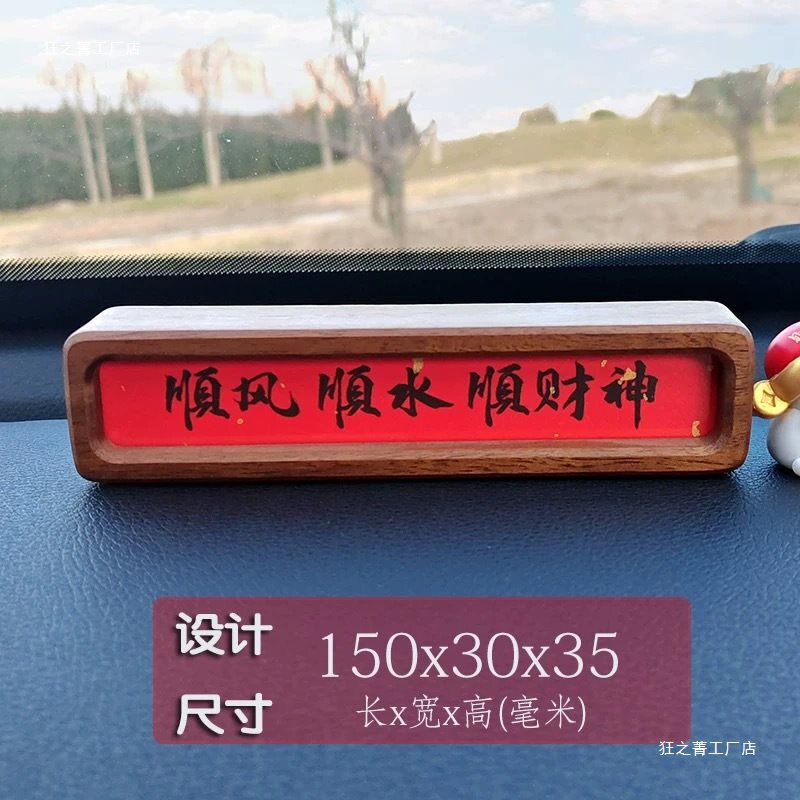 狂之菁工厂店
順风 順水 順财神
设计
尺寸
150x30x35
长x宽x高(毫米)
狂之菁工厂店